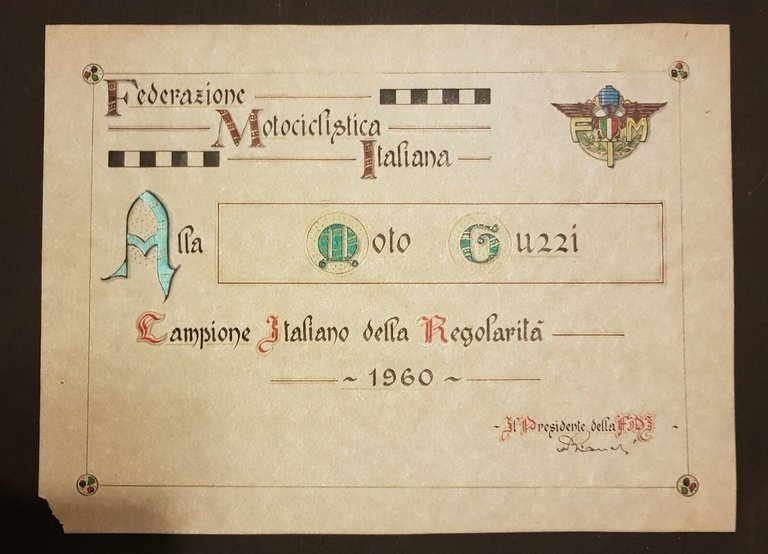 Federazione
Motociclistica
Italiana
FMI
Alla Moto Guzzi
Campione Italiano della Regolarità
~ 1960 ~
- Il Presidente della FMI -